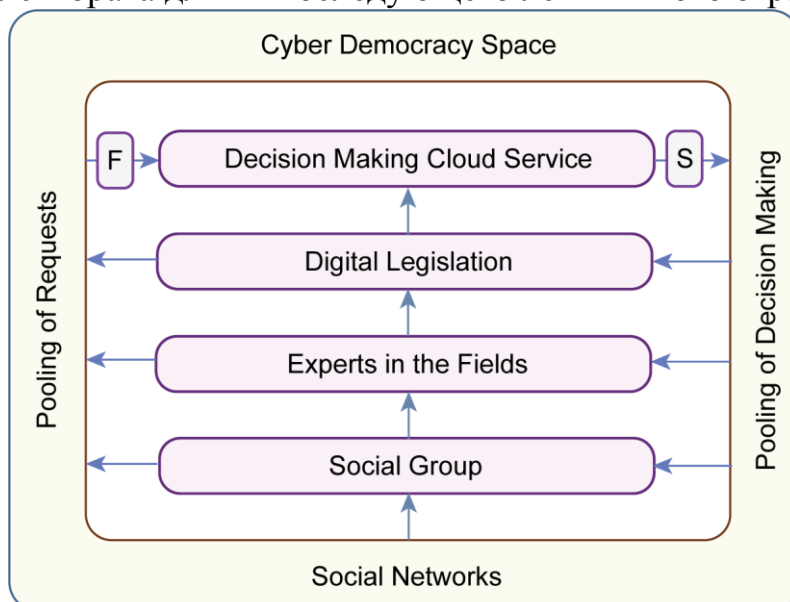 Cyber Democracy Space
F
Decision Making Cloud Service
S
Digital Legislation
Experts in the Fields
Social Group
Social Networks
Pooling of Requests
Pooling of Decision Making